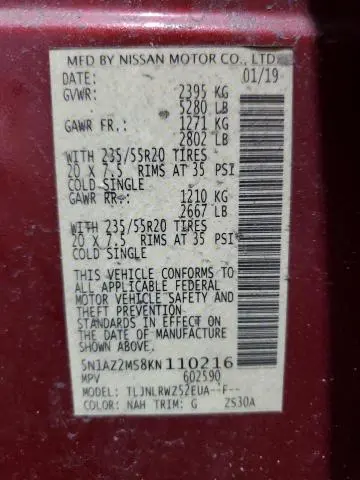 MFD BY NISSAN MOTOR CO., LTD.
DATE: 01/19
GVWR: 2395 KG
5280 LB
GAWR FR.: 1271 KG
2802 LB
WITH 235/55R20 TIRES
20 X 7.5 RIMS AT 35 PSI
COLD SINGLE
GAWR RR.: 1210 KG
2667 LB
WITH 235/55R20 TIRES
20 X 7.5 RIMS AT 35 PSI
COLD SINGLE
THIS VEHICLE CONFORMS TO
ALL APPLICABLE FEDERAL
MOTOR VEHICLE SAFETY AND
THEFT PREVENTION
STANDARDS IN EFFECT ON
THE DATE OF MANUFACTURE
SHOWN ABOVE.
5N1AZ2MS8KN110216
MPV 602590
MODEL: TLJNLRWZ52EUA--F--
COLOR: NAH TRIM: G ZS30A